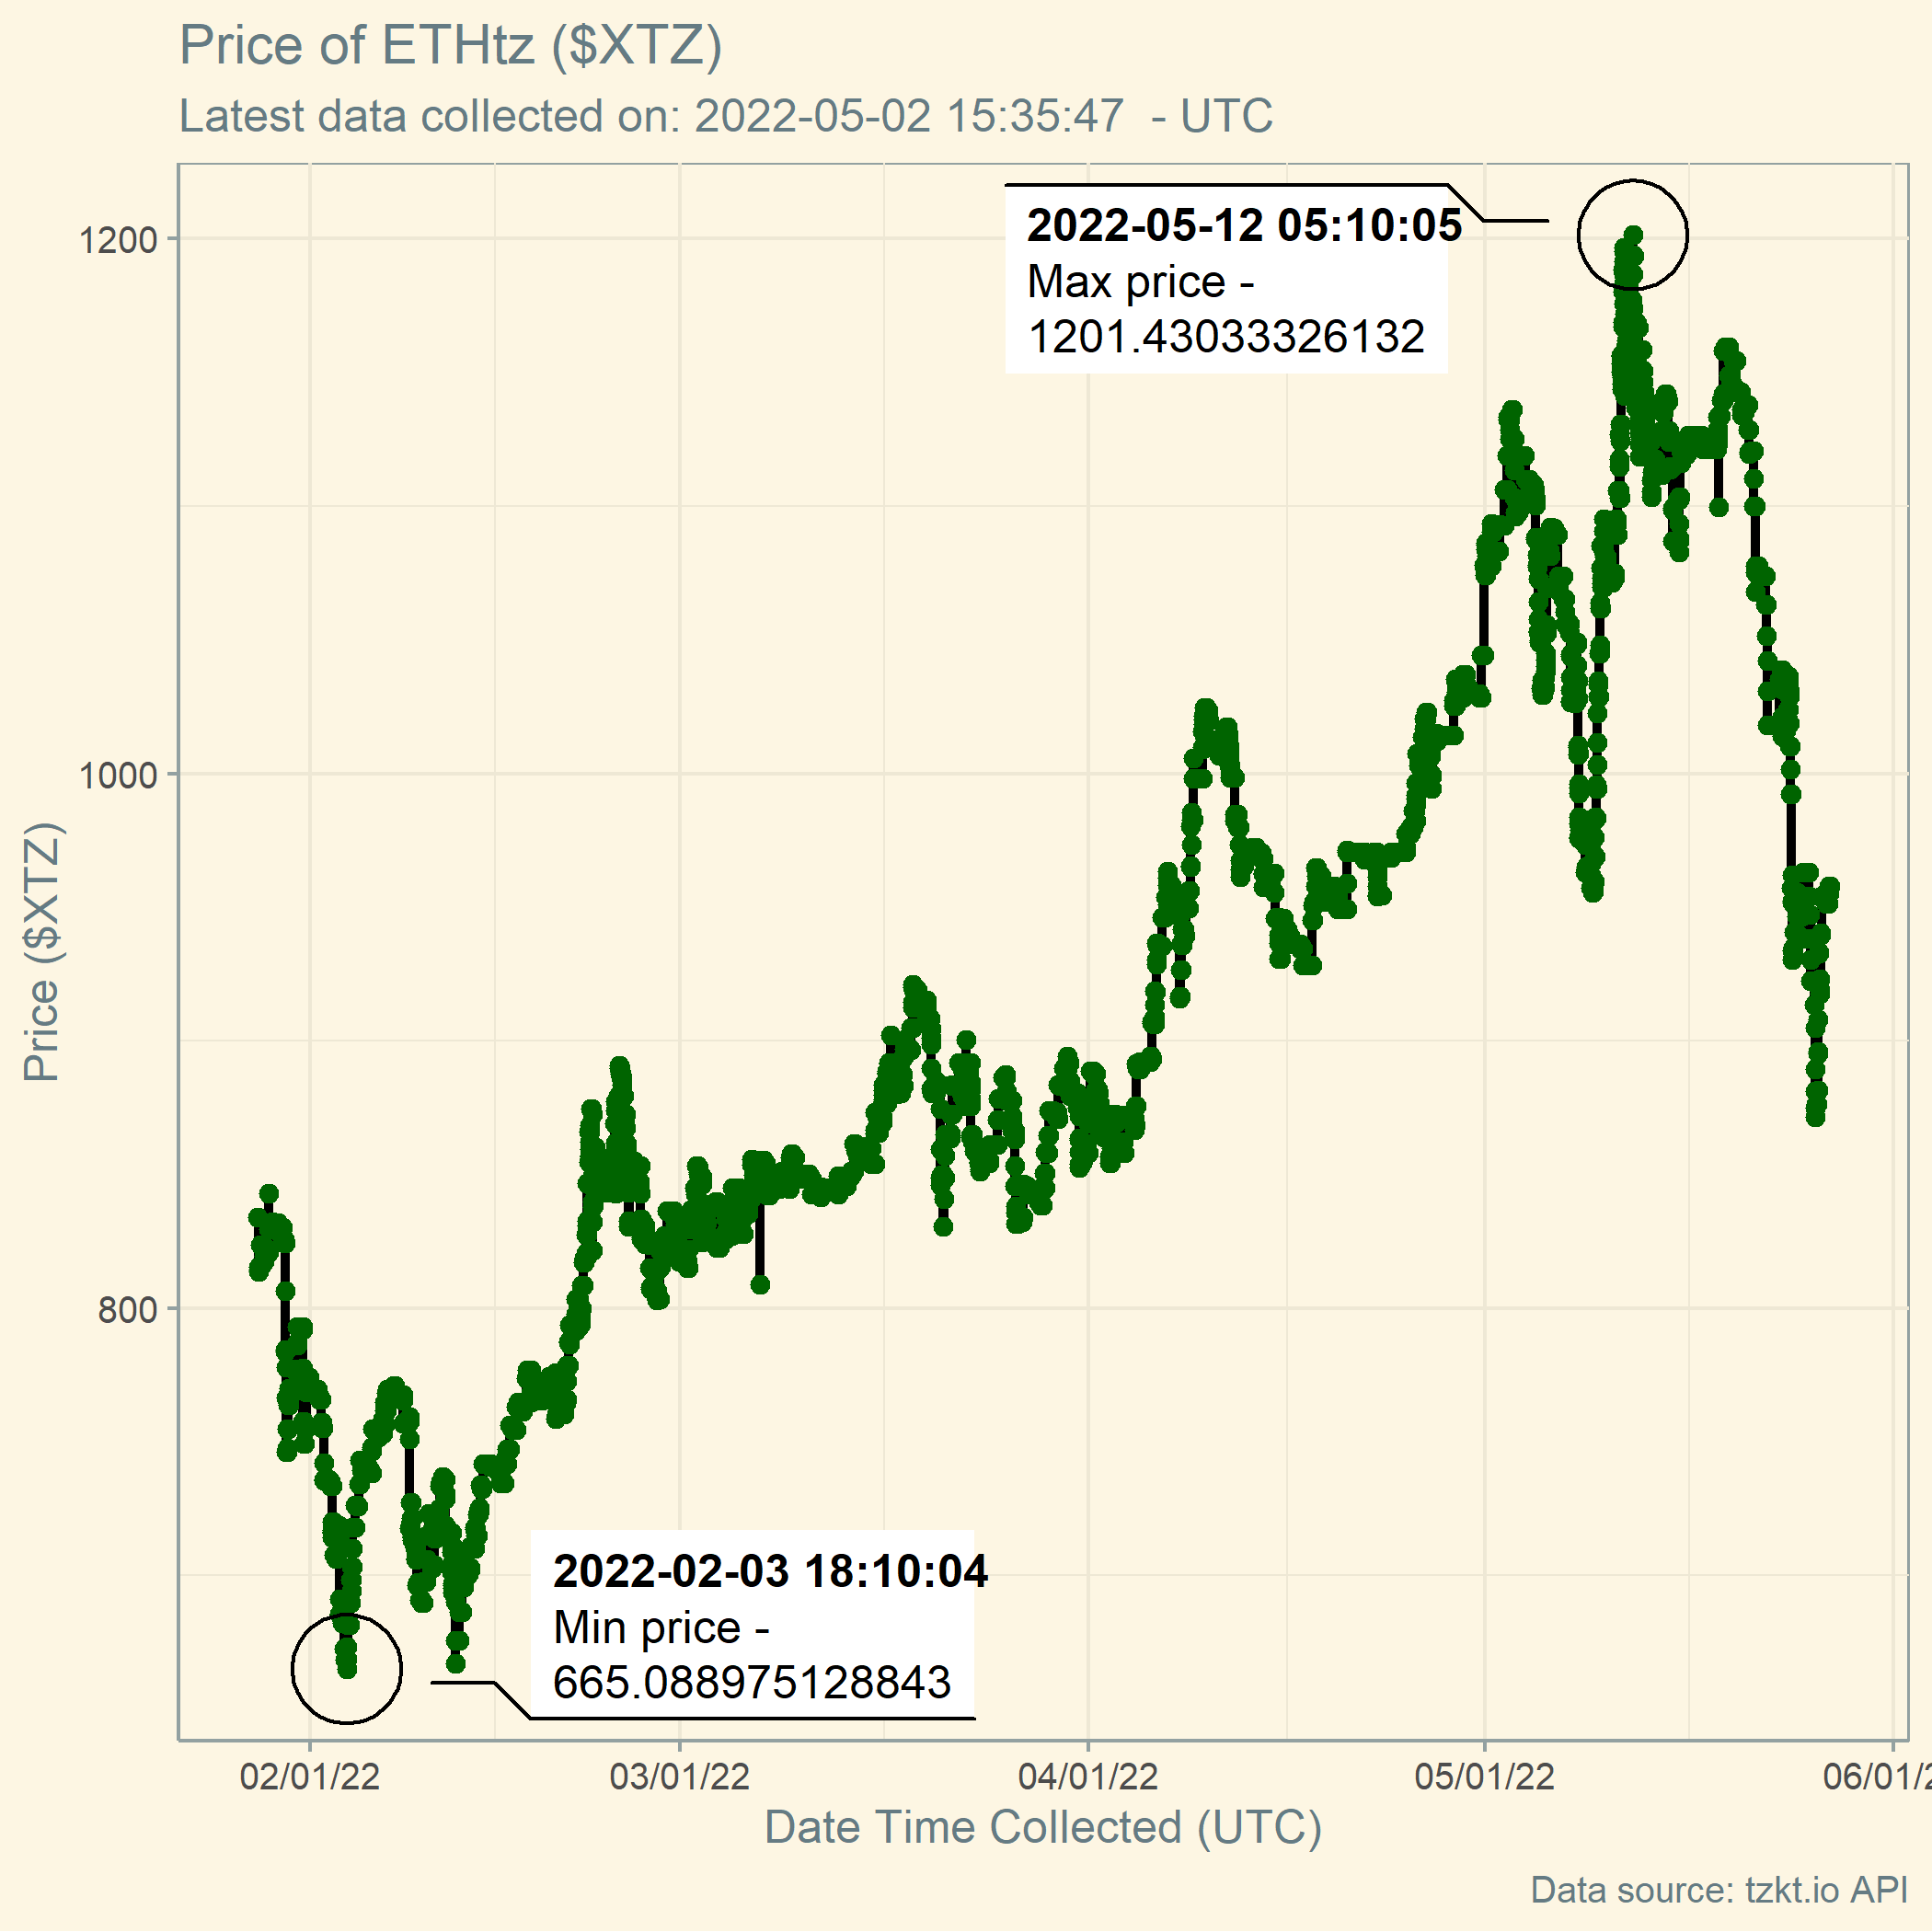 Price of ETHtz ($XTZ)
Latest data collected on: 2022-05-02 15:35:47  - UTC
2022-05-12 05:10:05
Max price -
1201.43033326132
1200
1000
800
Price ($XTZ)
2022-02-03 18:10:04
Min price -
665.088975128843
02/01/22
03/01/22
04/01/22
05/01/22
06/01/2
Date Time Collected (UTC)
Data source: tzkt.io API